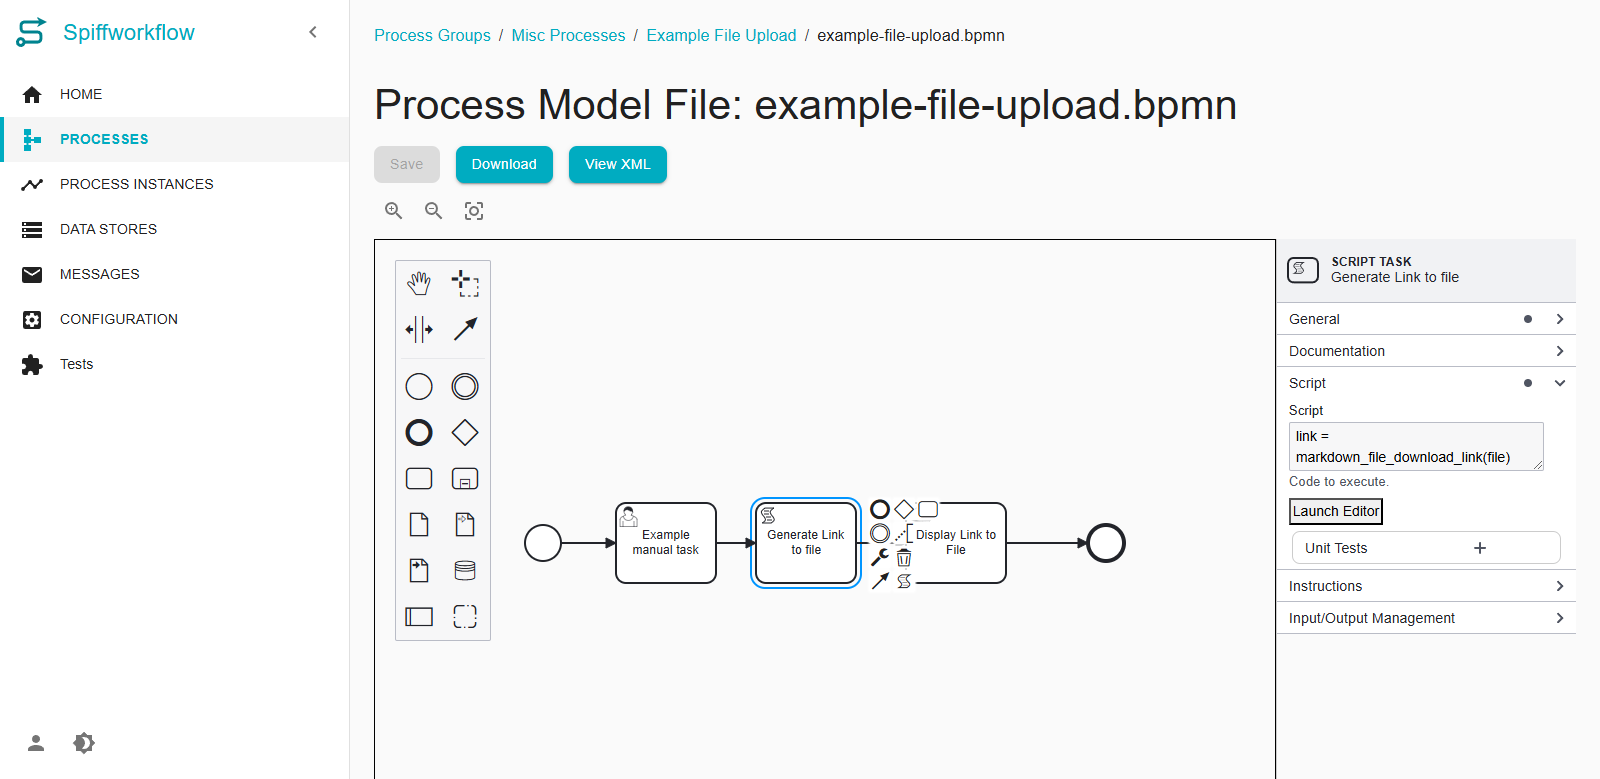 Spiffworkflow
HOME
PROCESSES
PROCESS INSTANCES
DATA STORES
MESSAGES
CONFIGURATION
Tests
Process Groups / Misc Processes / Example File Upload / example-file-upload.bpmn
Process Model File: example-file-upload.bpmn
Save
Download
View XML
Example
manual task
Generate Link
to file
Display Link to
File
SCRIPT TASK
Generate Link to file
General
Documentation
Script
Script
link =
markdown_file_download_link(file)
Code to execute.
Launch Editor
Unit Tests
Instructions
Input/Output Management